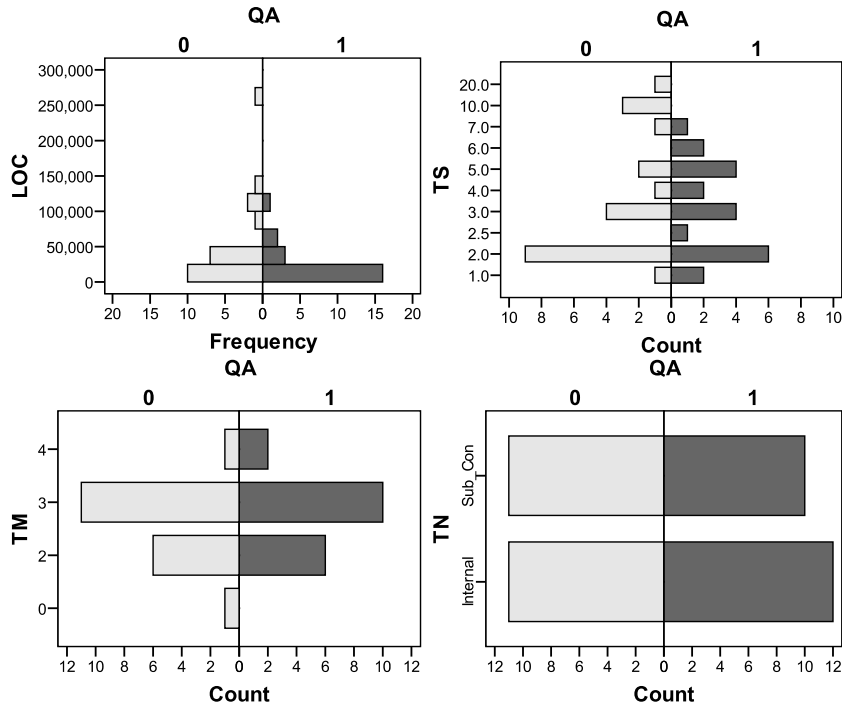 QA
0 1
LOC
300,000
250,000
150,000
100,000
50,000
0
20 15 10 5 0 5 10 15 20
Frequency
QA
0 1
TS
20.0
10.0
7.0
6.0
5.0
4.0
3.0
2.5
2.0
1.0
10 8 6 4 2 0 2 4 6 8 10
Count
QA
0 1
TM
4
3
2
0
12 10 8 6 4 2 0 2 4 6 8 10 12
Count
QA
0 1
TN
Sub_Con
T
Internal
12 10 8 6 4 2 0 2 4 6 8 10 12
Count